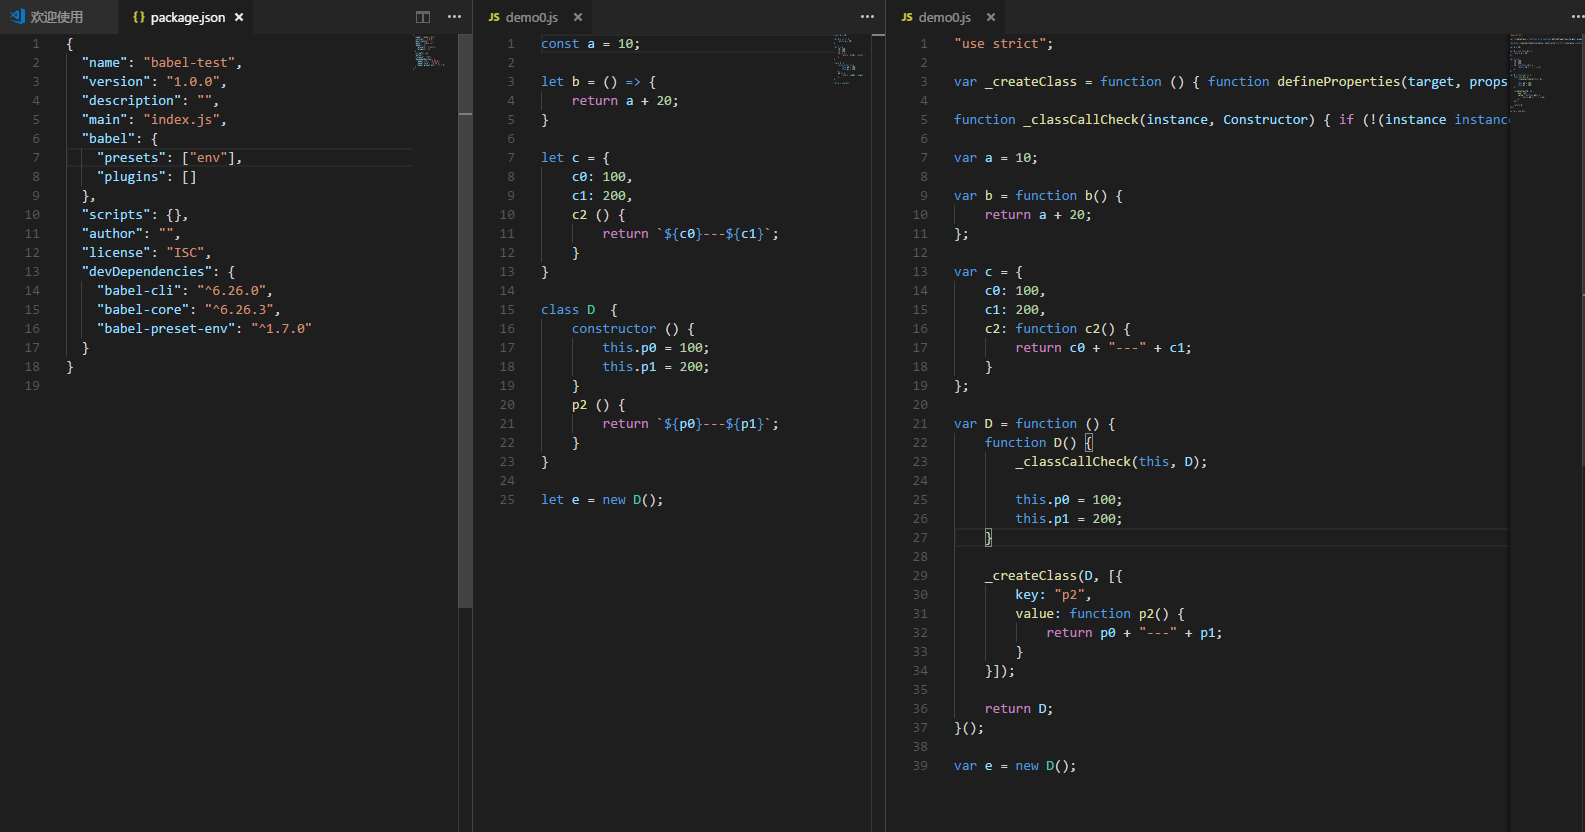 欢迎使用
{} package.json ×
1 {
2 "name": "babel-test",
3 "version": "1.0.0",
4 "description": "",
5 "main": "index.js",
6 "babel": {
7 "presets": ["env"],
8 "plugins": []
9 },
10 "scripts": {},
11 "author": "",
12 "license": "ISC",
13 "devDependencies": {
14 "babel-cli": "^6.26.0",
15 "babel-core": "^6.26.3",
16 "babel-preset-env": "^1.7.0"
17 }
18 }
19
JS demo0.js ×
1 const a = 10;
2
3 let b = () => {
4 return a + 20;
5 }
6
7 let c = {
8 c0: 100,
9 c1: 200,
10 c2 () {
11 return `${c0}---${c1}`;
12 }
13 }
14
15 class D  {
16 constructor () {
17 this.p0 = 100;
18 this.p1 = 200;
19 }
20 p2 () {
21 return `${p0}---${p1}`;
22 }
23 }
24
25 let e = new D();
JS demo0.js ×
1 "use strict";
2
3 var _createClass = function () { function defineProperties(target, props
4
5 function _classCallCheck(instance, Constructor) { if (!(instance instanc
6
7 var a = 10;
8
9 var b = function b() {
10 return a + 20;
11 };
12
13 var c = {
14 c0: 100,
15 c1: 200,
16 c2: function c2() {
17 return c0 + "---" + c1;
18 }
19 };
20
21 var D = function () {
22 function D() {
23 _classCallCheck(this, D);
24
25 this.p0 = 100;
26 this.p1 = 200;
27 }
28
29 _createClass(D, [{
30 key: "p2",
31 value: function p2() {
32 return p0 + "---" + p1;
33 }
34 }]);
35
36 return D;
37 }();
38
39 var e = new D();